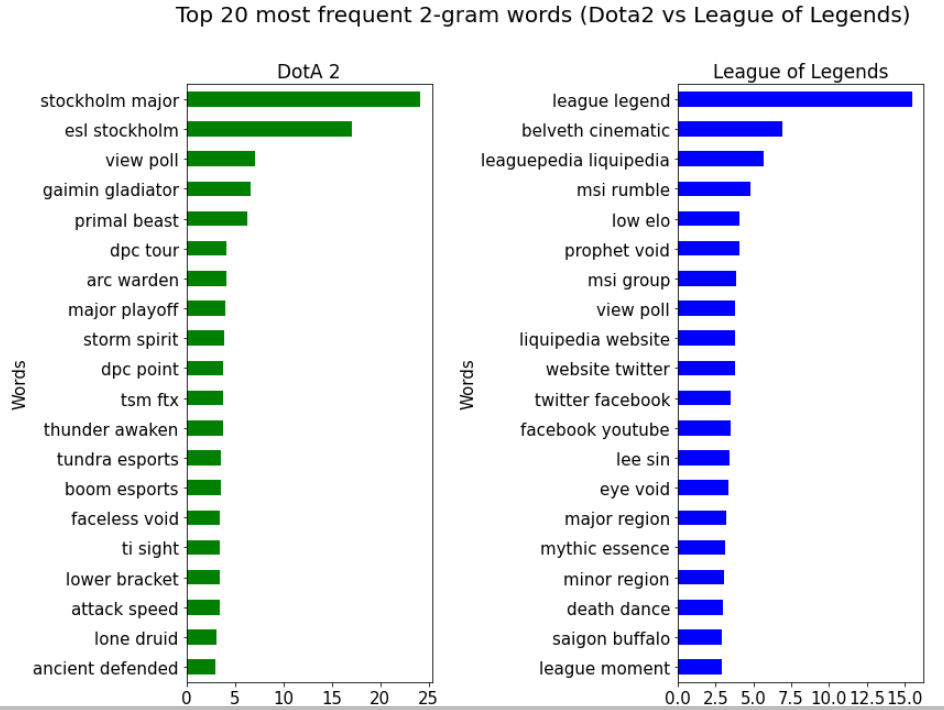 Top 20 most frequent 2-gram words (Dota2 vs League of Legends)
DotA 2
Words
stockholm major
esl stockholm
view poll
gaimin gladiator
primal beast
dpc tour
arc warden
major playoff
storm spirit
dpc point
tsm ftx
thunder awaken
tundra esports
boom esports
faceless void
ti sight
lower bracket
attack speed
lone druid
ancient defended
0 5 10 15 20 25
League of Legends
Words
league legend
belveth cinematic
leaguepedia liquipedia
msi rumble
low elo
prophet void
msi group
view poll
liquipedia website
website twitter
twitter facebook
facebook youtube
lee sin
eye void
major region
mythic essence
minor region
death dance
saigon buffalo
league moment
0.0 2.5 5.0 7.5 10.0 12.5 15.0